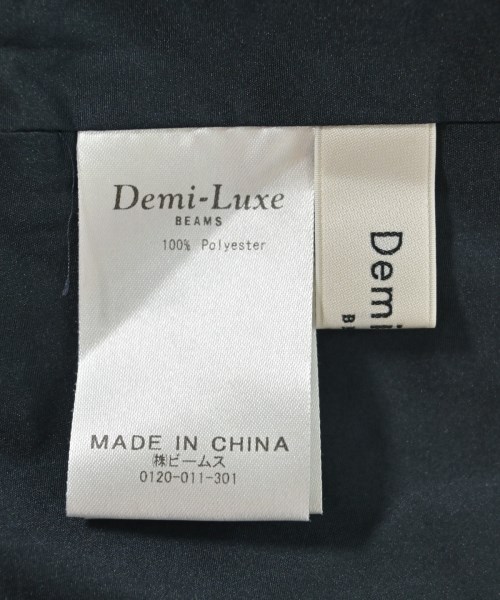 Demi-Luxe
BEAMS
100% Polyester
MADE IN CHINA
㈱ビームス
0120-011-301
Demi